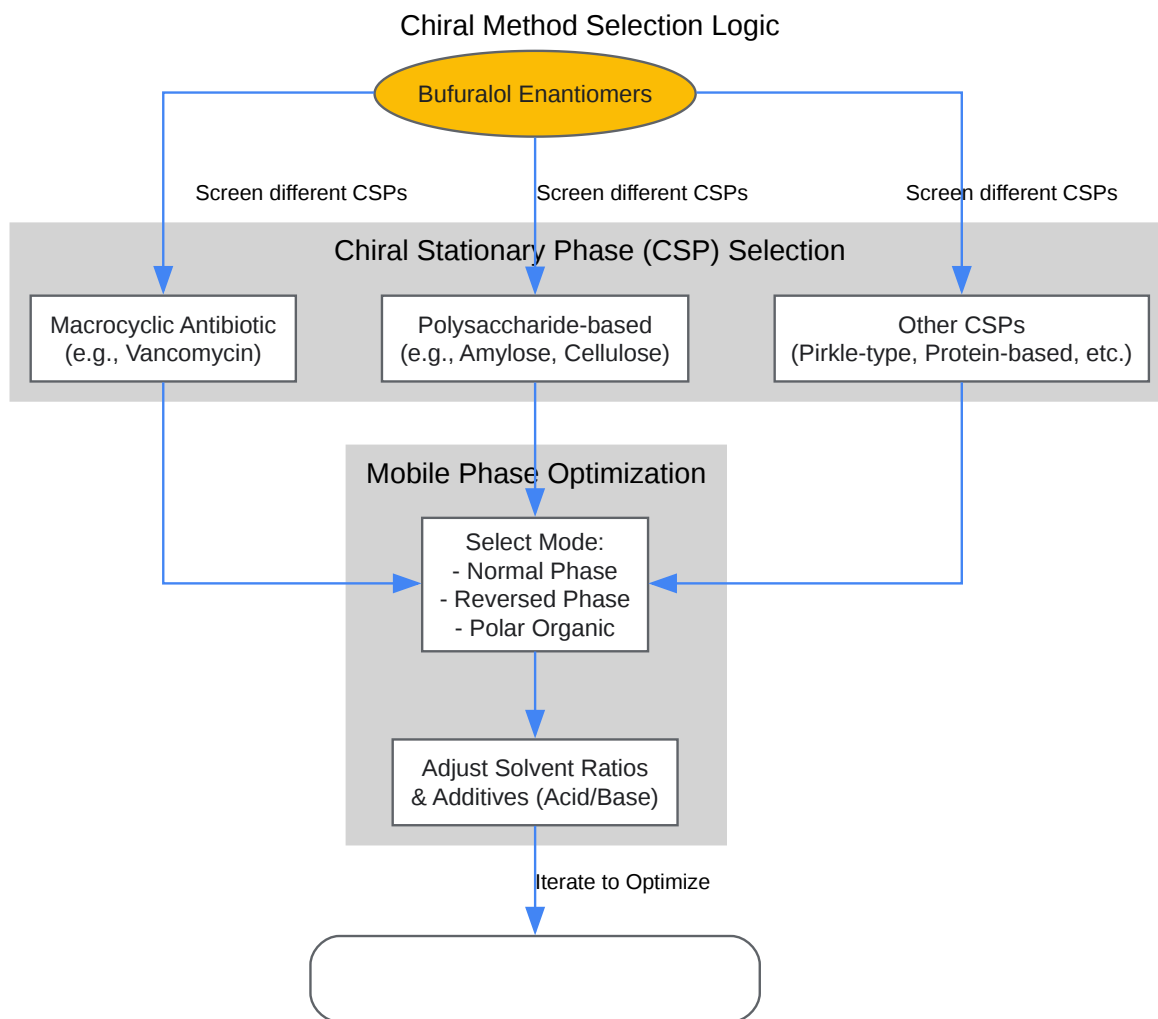 Chiral Method Selection Logic
Bufuralol Enantiomers
Screen different CSPs
Screen different CSPs
Screen different CSPs
Chiral Stationary Phase (CSP) Selection
Macrocyclic Antibiotic
(e.g., Vancomycin)
Polysaccharide-based
(e.g., Amylose, Cellulose)
Other CSPs
(Pirkle-type, Protein-based, etc.)
Mobile Phase Optimization
Select Mode:
- Normal Phase
- Reversed Phase
- Polar Organic
Adjust Solvent Ratios
& Additives (Acid/Base)
Iterate to Optimize